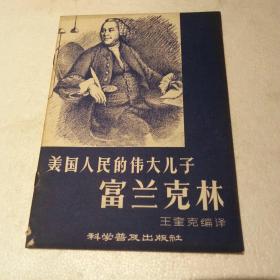 美国人民的伟大儿子
富兰克林
王奎克编译
科学普及出版社